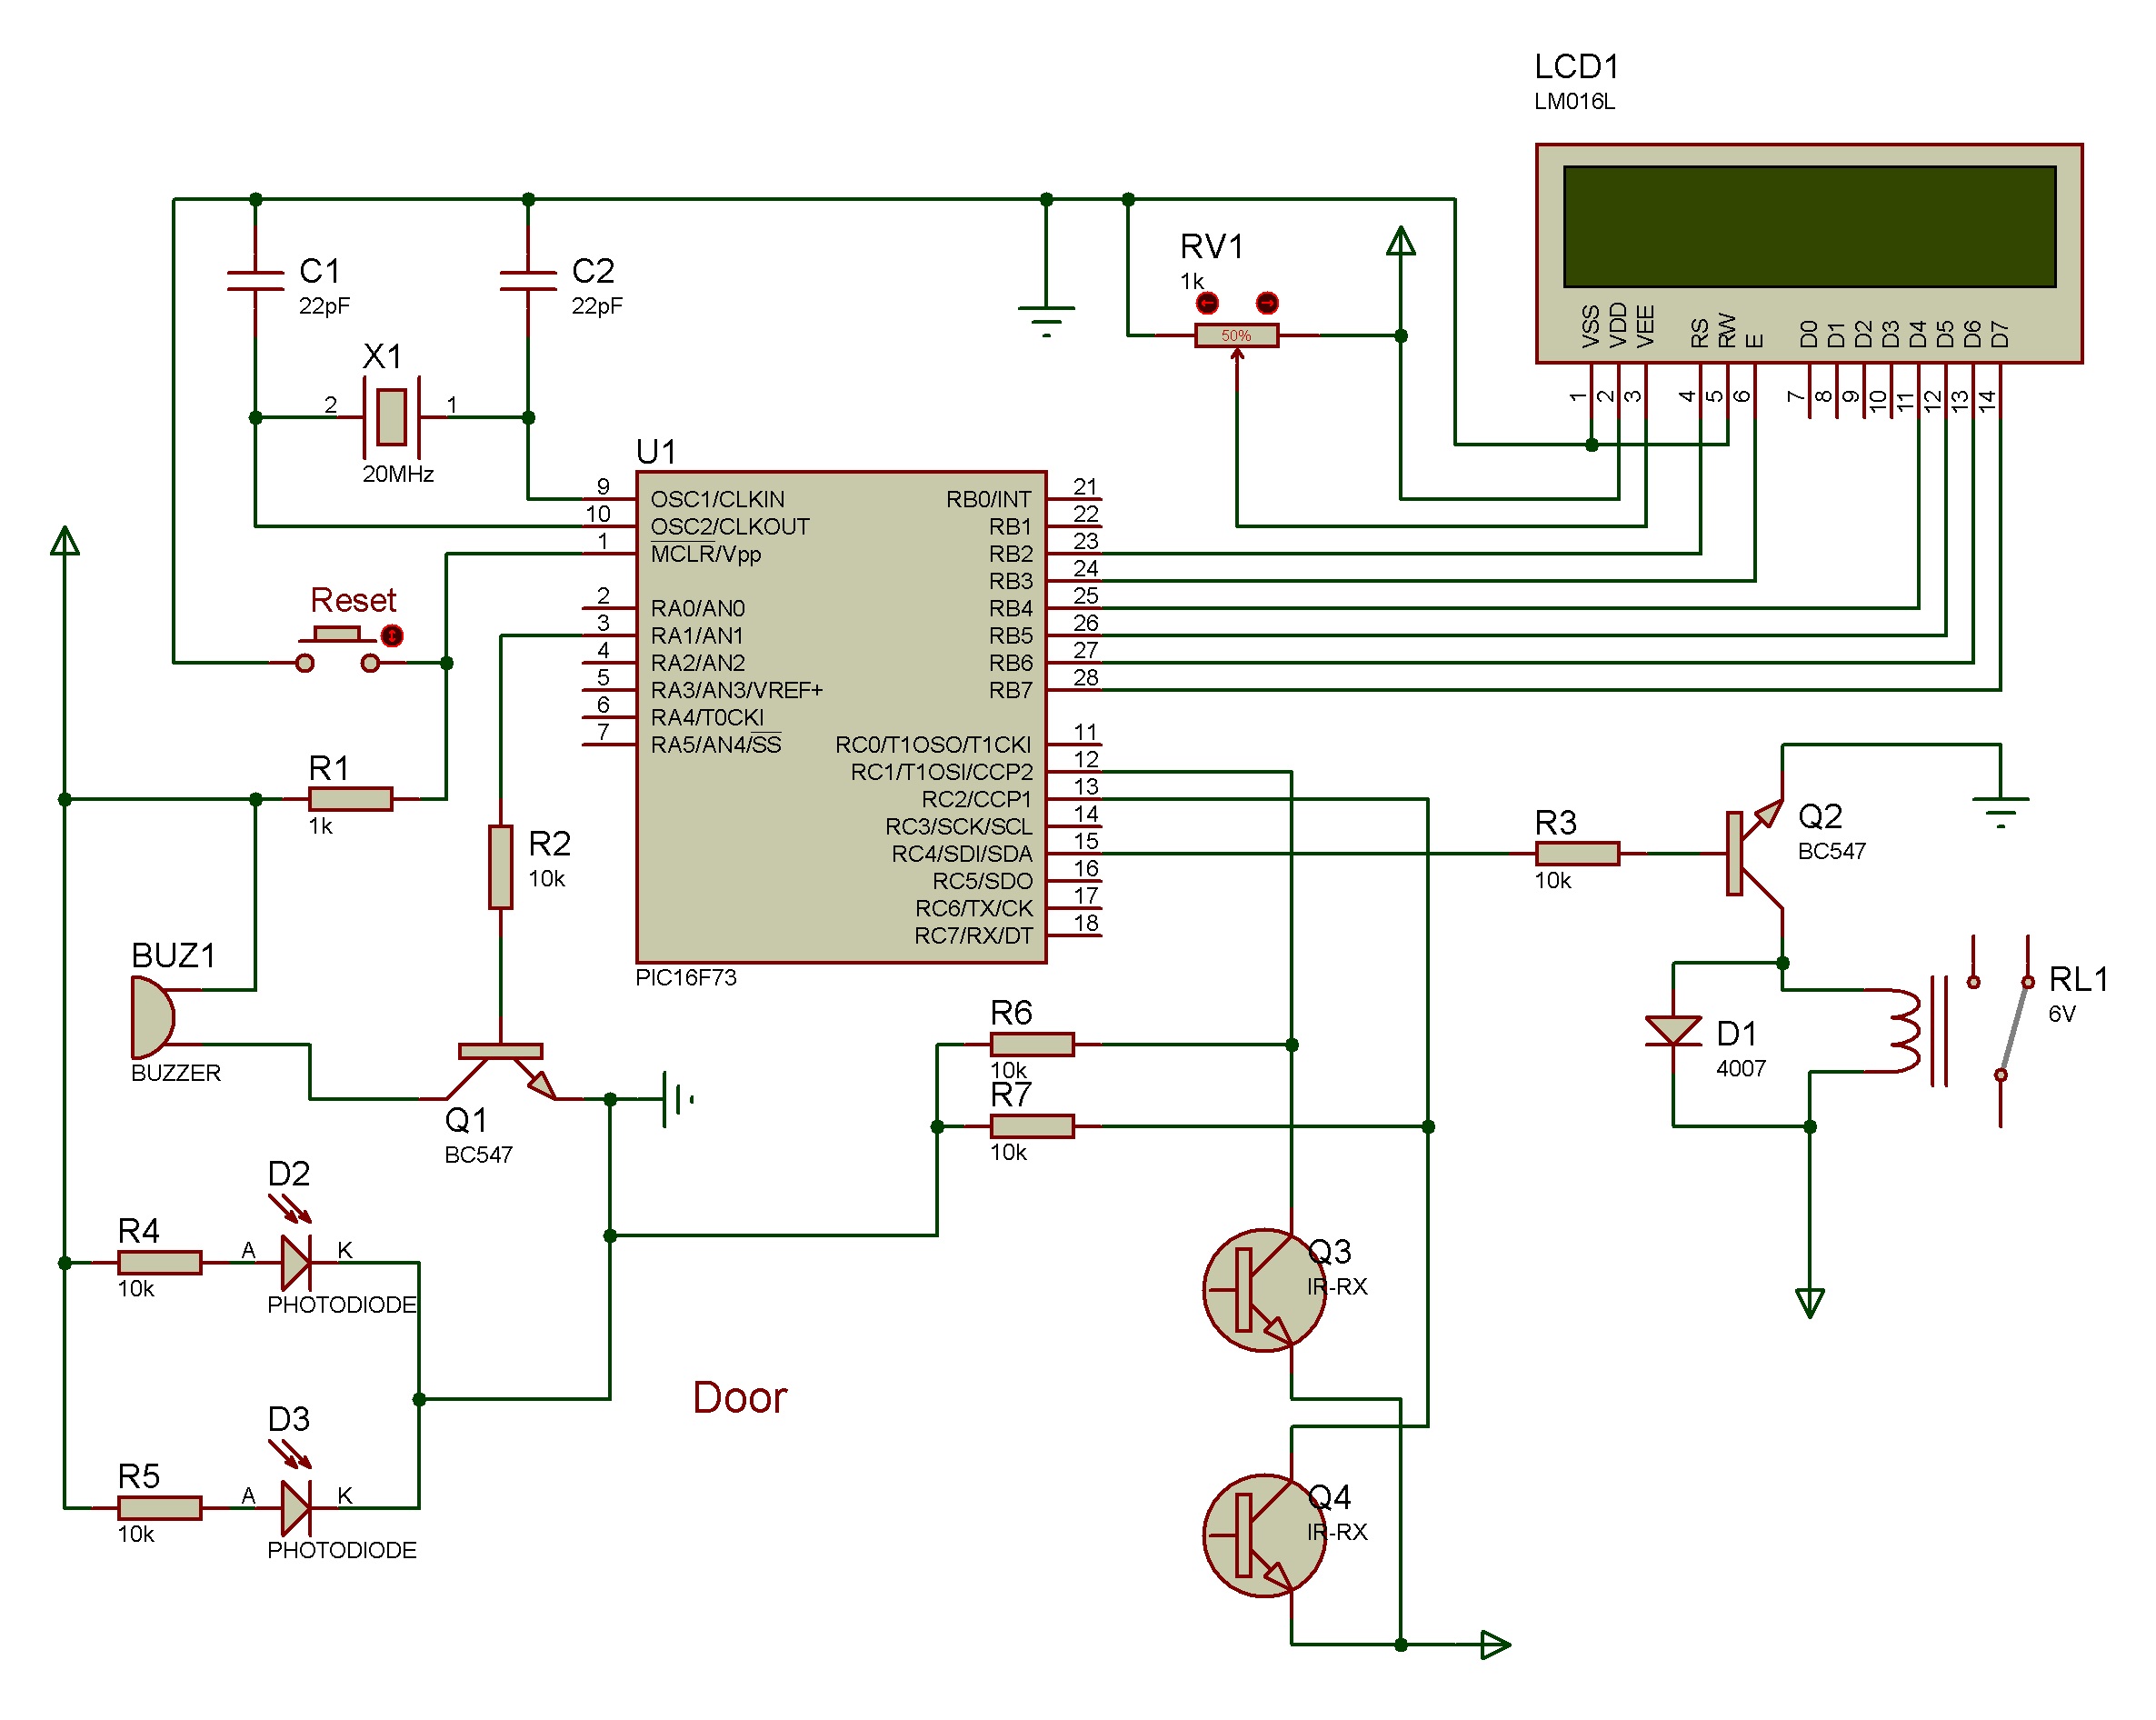 LCD1
LM016L
VSS
VDD
VEE
RS
RW
E
D0
D1
D2
D3
D4
D5
D6
D7
1
2
3
4
5
6
7
8
9
10
11
12
13
14
RV1
1k
50%
C1
22pF
C2
22pF
X1
2
1
20MHz
U1
9 OSC1/CLKIN
10 OSC2/CLKOUT
1 MCLR/Vpp
2 RA0/AN0
3 RA1/AN1
4 RA2/AN2
5 RA3/AN3/VREF+
6 RA4/T0CKI
7 RA5/AN4/SS
RB0/INT 21
RB1 22
RB2 23
RB3 24
RB4 25
RB5 26
RB6 27
RB7 28
RC0/T1OSO/T1CKI 11
RC1/T1OSI/CCP2 12
RC2/CCP1 13
RC3/SCK/SCL 14
RC4/SDI/SDA 15
RC5/SDO 16
RC6/TX/CK 17
RC7/RX/DT 18
PIC16F73
Reset
R1
1k
R2
10k
R3
10k
Q2
BC547
BUZ1
BUZZER
Q1
BC547
R6
10k
R7
10k
D1
4007
RL1
6V
D2
R4
10k
A
K
PHOTODIODE
D3
R5
10k
A
K
PHOTODIODE
Door
Q3
IR-RX
Q4
IR-RX